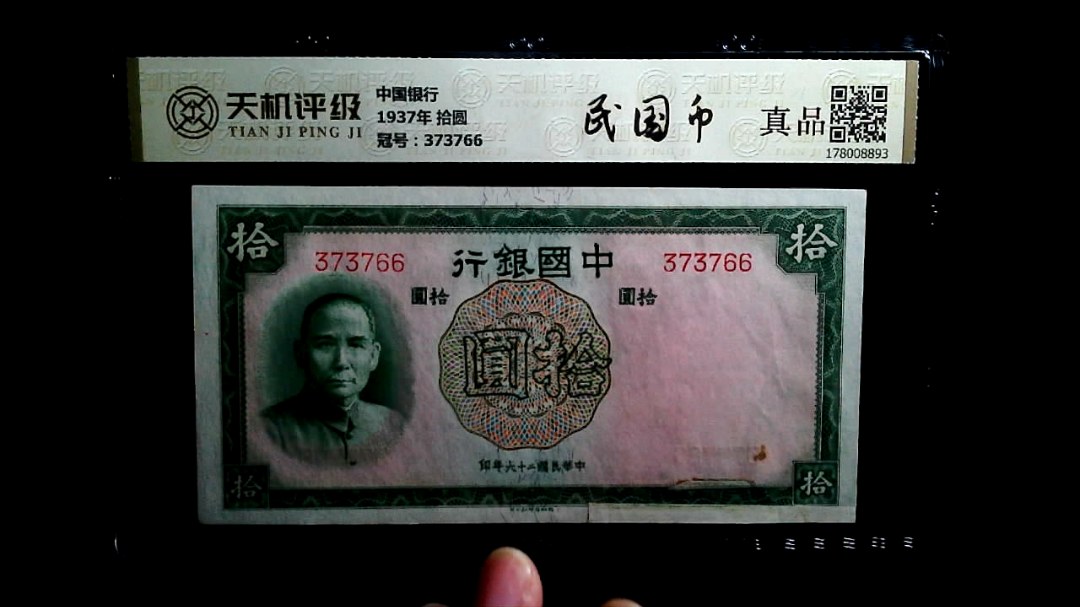 天机评级
TIAN JI PING JI
中国银行
1937年 拾圆
冠号：373766
民国币
真品
178008893
拾
拾
373766
行銀國中
373766
圓拾
圓拾
圓拾
印年六十二國民華中
拾
拾